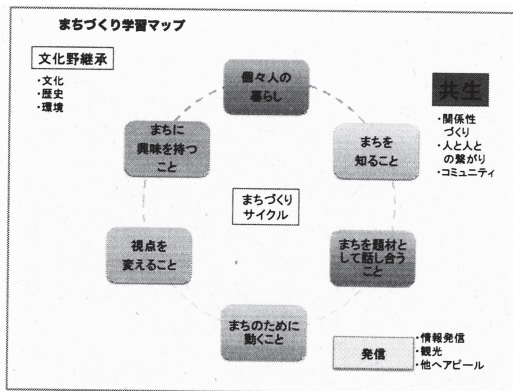 まちづくり学習マップ
文化野継承
・文化
・歴史
・環境
個々人の
暮らし
共生
・関係性
づくり
・人と人と
の繋がり
・コミュニティ
まちに
興味を持つ
こと
まちを
知ること
まちづくり
サイクル
視点を
変えること
まちを題材と
して話し合う
こと
まちのために
動くこと
発信
・情報発信
・観光
・他へアピール